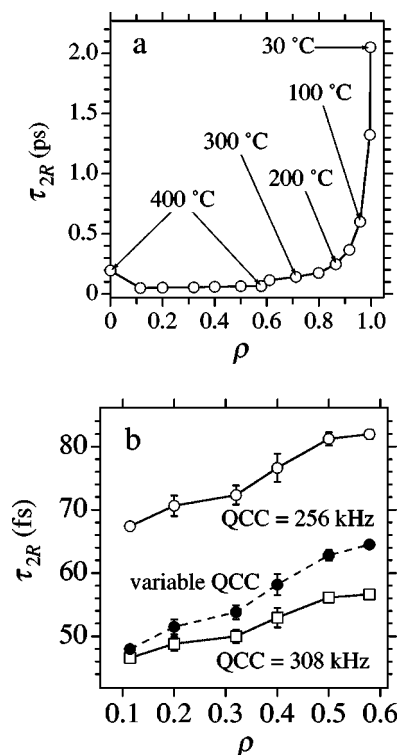 a
30 °C
2.0
100 °C
1.5
300 °C
τ2R (ps)
1.0
200 °C
400 °C
0.5
0
0 0.2 0.4 0.6 0.8 1.0
ρ
b
80
QCC = 256 kHz
70
τ2R (fs)
variable QCC
60
50
QCC = 308 kHz
0.1 0.2 0.3 0.4 0.5 0.6
ρ